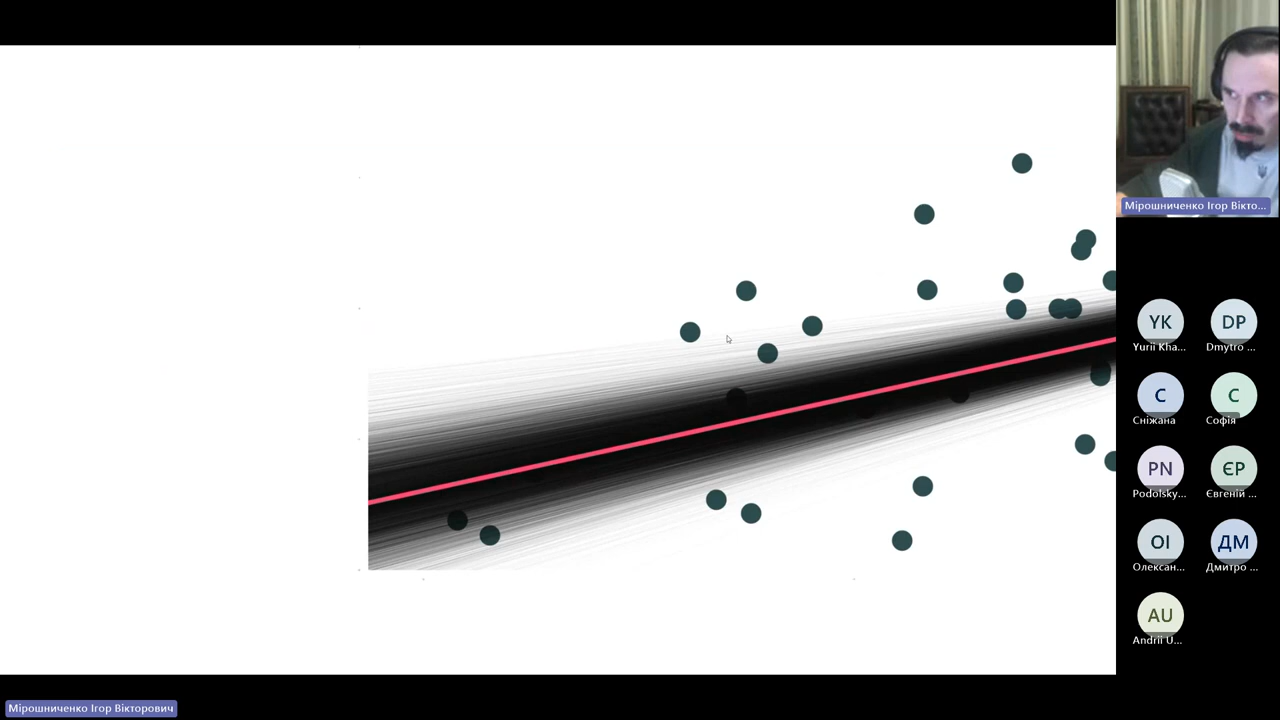 Мірошниченко Ігор Вікто...
YK
DP
Yurii Kha...
Dmytro ...
С
С
Сніжана
Софія
PN
ЄР
Podolsky...
Євгеній ...
ОІ
ДМ
Олексан...
Дмитро ...
AU
Andrii U...
Мірошниченко Ігор Вікторович